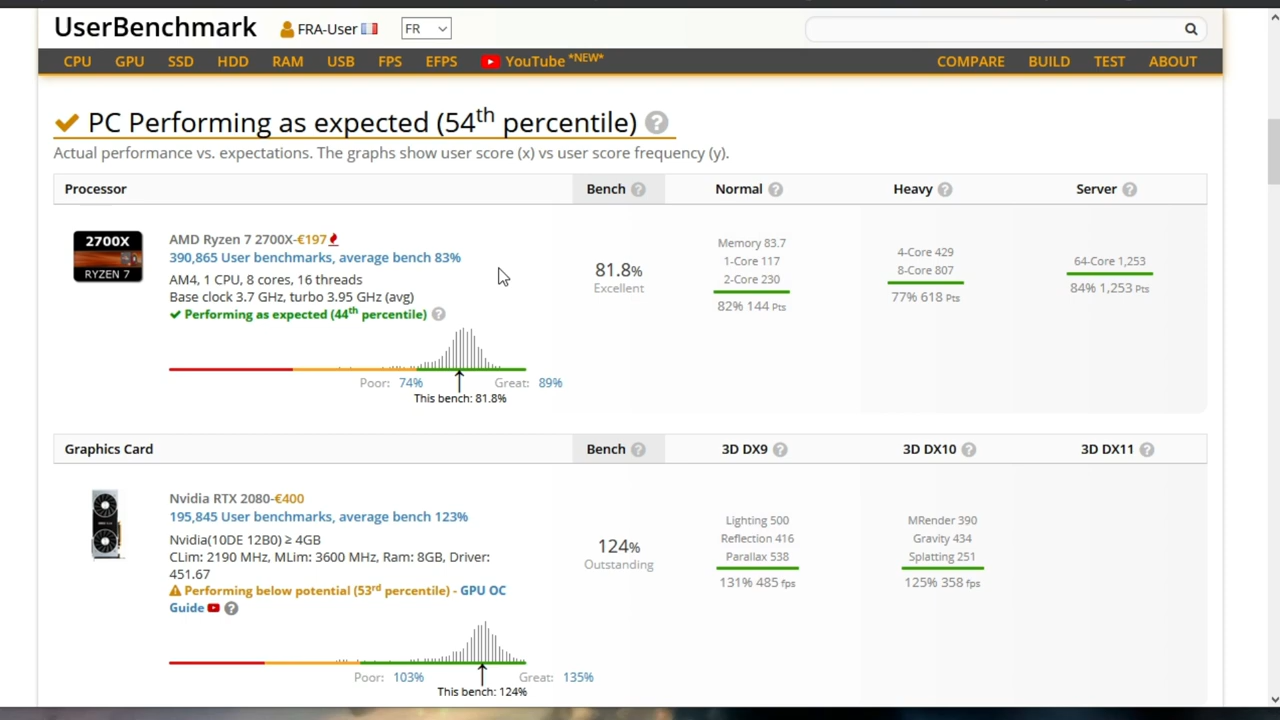 UserBenchmark FRA-User FR
CPU GPU SSD HDD RAM USB FPS EFPS YouTube *NEW* COMPARE BUILD TEST ABOUT
PC Performing as expected (54th percentile) ?
Actual performance vs. expectations. The graphs show user score (x) vs user score frequency (y).
Processor Bench ? Normal ? Heavy ? Server ?
2700X
RYZEN 7
AMD Ryzen 7 2700X-€197
390,865 User benchmarks, average bench 83%
AM4, 1 CPU, 8 cores, 16 threads
Base clock 3.7 GHz, turbo 3.95 GHz (avg)
Performing as expected (44th percentile) ?
Poor: 74% Great: 89%
This bench: 81.8%
81.8%
Excellent
Memory 83.7
1-Core 117
2-Core 230
82% 144 Pts
4-Core 429
8-Core 807
77% 618 Pts
64-Core 1,253
84% 1,253 Pts
Graphics Card Bench ? 3D DX9 ? 3D DX10 ? 3D DX11 ?
Nvidia RTX 2080-€400
195,845 User benchmarks, average bench 123%
Nvidia(10DE 12B0) ≥ 4GB
CLim: 2190 MHz, MLim: 3600 MHz, Ram: 8GB, Driver:
451.67
Performing below potential (53rd percentile) - GPU OC
Guide ?
Poor: 103% Great: 135%
This bench: 124%
124%
Outstanding
Lighting 500
Reflection 416
Parallax 538
131% 485 fps
MRender 390
Gravity 434
Splatting 251
125% 358 fps